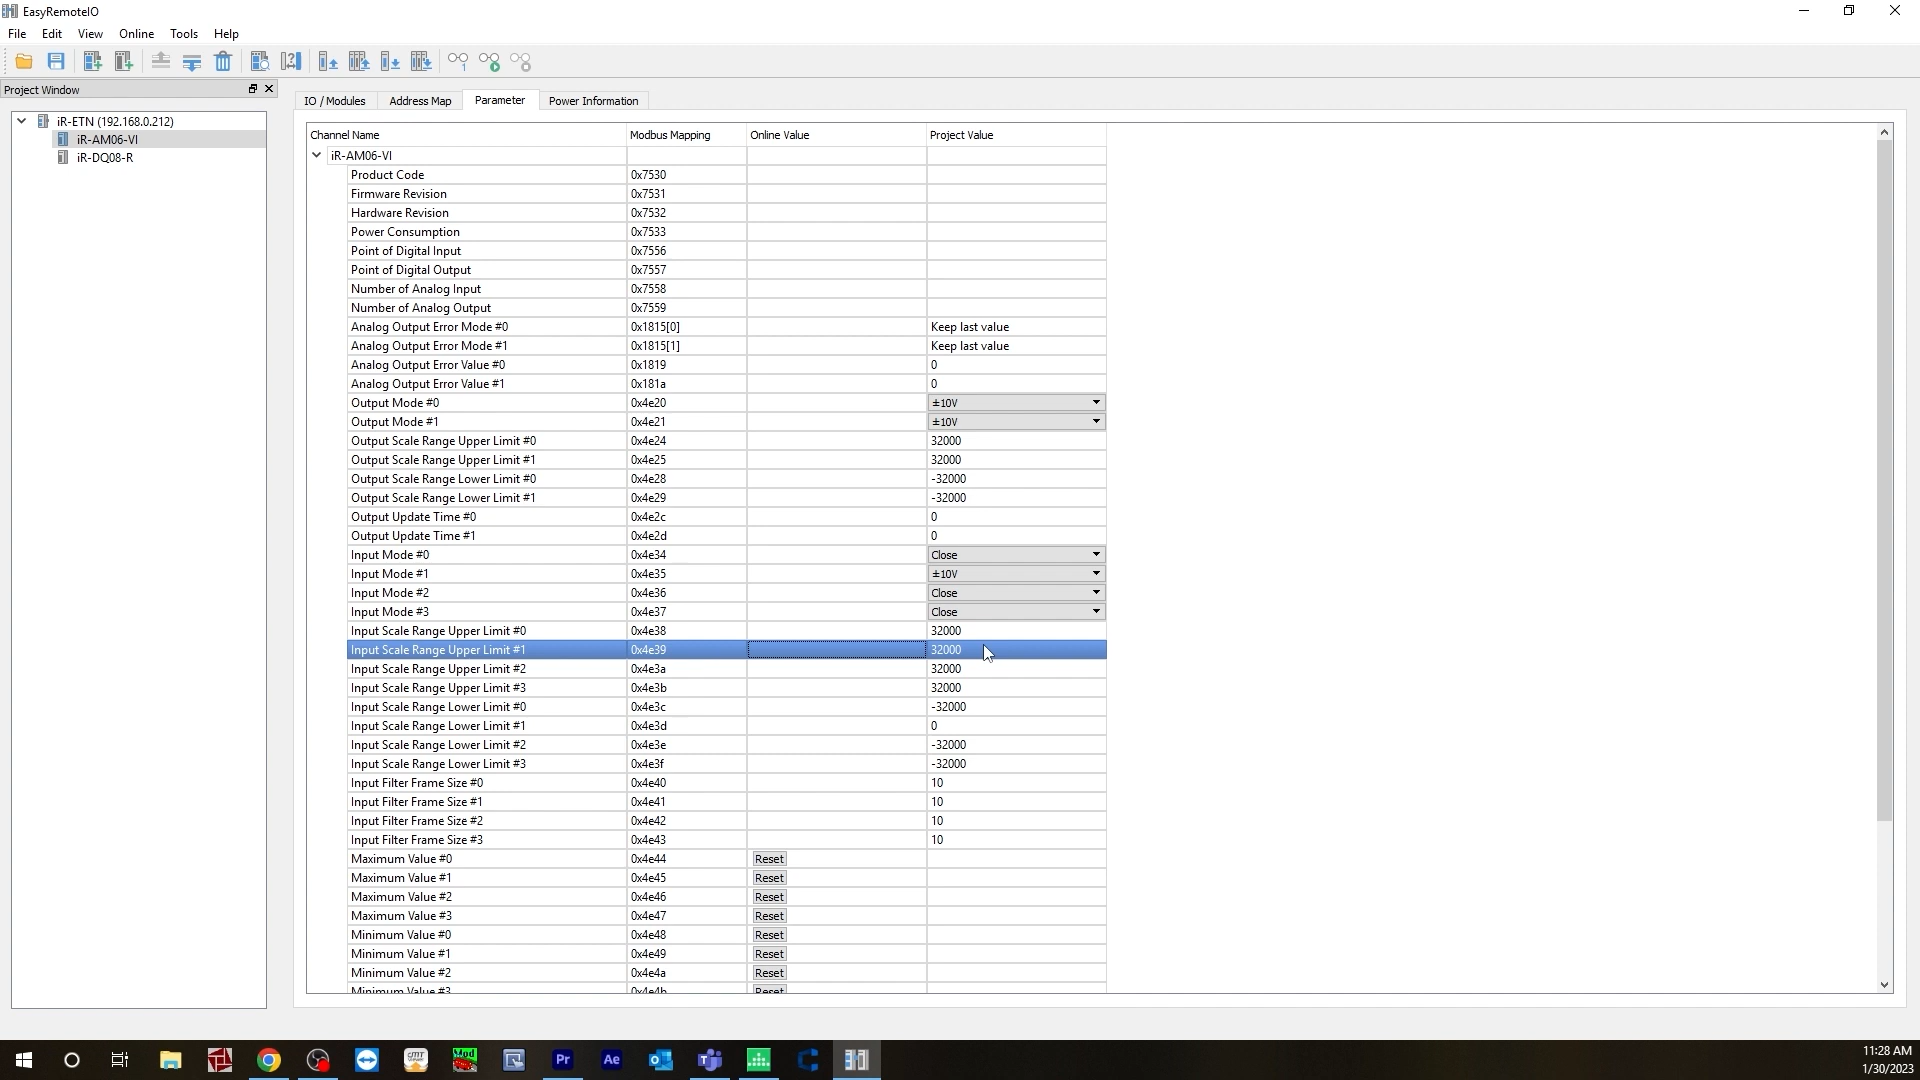 EasyRemoteIO
File Edit View Online Tools Help
Project Window
iR-ETN (192.168.0.212)
iR-AM06-VI
iR-DQ08-R
IO / Modules Address Map Parameter Power Information
Channel Name Modbus Mapping Online Value Project Value
iR-AM06-VI
Product Code 0x7530
Firmware Revision 0x7531
Hardware Revision 0x7532
Power Consumption 0x7533
Point of Digital Input 0x7556
Point of Digital Output 0x7557
Number of Analog Input 0x7558
Number of Analog Output 0x7559
Analog Output Error Mode #0 0x1815[0] Keep last value
Analog Output Error Mode #1 0x1815[1] Keep last value
Analog Output Error Value #0 0x1819 0
Analog Output Error Value #1 0x181a 0
Output Mode #0 0x4e20 ±10V
Output Mode #1 0x4e21 ±10V
Output Scale Range Upper Limit #0 0x4e24 32000
Output Scale Range Upper Limit #1 0x4e25 32000
Output Scale Range Lower Limit #0 0x4e28 -32000
Output Scale Range Lower Limit #1 0x4e29 -32000
Output Update Time #0 0x4e2c 0
Output Update Time #1 0x4e2d 0
Input Mode #0 0x4e34 Close
Input Mode #1 0x4e35 ±10V
Input Mode #2 0x4e36 Close
Input Mode #3 0x4e37 Close
Input Scale Range Upper Limit #0 0x4e38 32000
Input Scale Range Upper Limit #1 0x4e39 32000
Input Scale Range Upper Limit #2 0x4e3a 32000
Input Scale Range Upper Limit #3 0x4e3b 32000
Input Scale Range Lower Limit #0 0x4e3c -32000
Input Scale Range Lower Limit #1 0x4e3d 0
Input Scale Range Lower Limit #2 0x4e3e -32000
Input Scale Range Lower Limit #3 0x4e3f -32000
Input Filter Frame Size #0 0x4e40 10
Input Filter Frame Size #1 0x4e41 10
Input Filter Frame Size #2 0x4e42 10
Input Filter Frame Size #3 0x4e43 10
Maximum Value #0 0x4e44 Reset
Maximum Value #1 0x4e45 Reset
Maximum Value #2 0x4e46 Reset
Maximum Value #3 0x4e47 Reset
Minimum Value #0 0x4e48 Reset
Minimum Value #1 0x4e49 Reset
Minimum Value #2 0x4e4a Reset
Minimum Value #3 0x4e4b Reset
cMT
Mod
Pr Ae
11:28 AM
1/30/2023